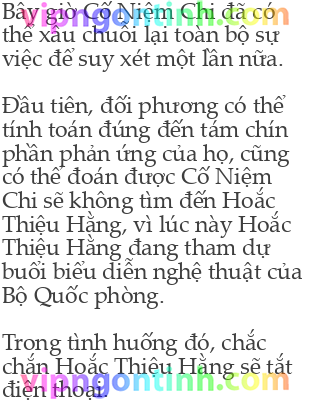 Bây giờ Cố Niệm Chi đã có
thể xâu chuỗi lại toàn bộ sự
việc để suy xét một lần nữa.
Đầu tiên, đối phương có thể
tính toán đúng đến tám chín
phần phản ứng của họ, cũng
có thể đoán được Cố Niệm
Chi sẽ không tìm đến Hoắc
Thiệu Hằng, vì lúc này Hoắc
Thiệu Hằng đang tham dự
buổi biểu diễn nghệ thuật của
Bộ Quốc phòng.
Trong tình huống đó, chắc
chắn Hoắc Thiệu Hằng sẽ tắt
điện thoại.
vipngontinh.com
vipngontinh.com